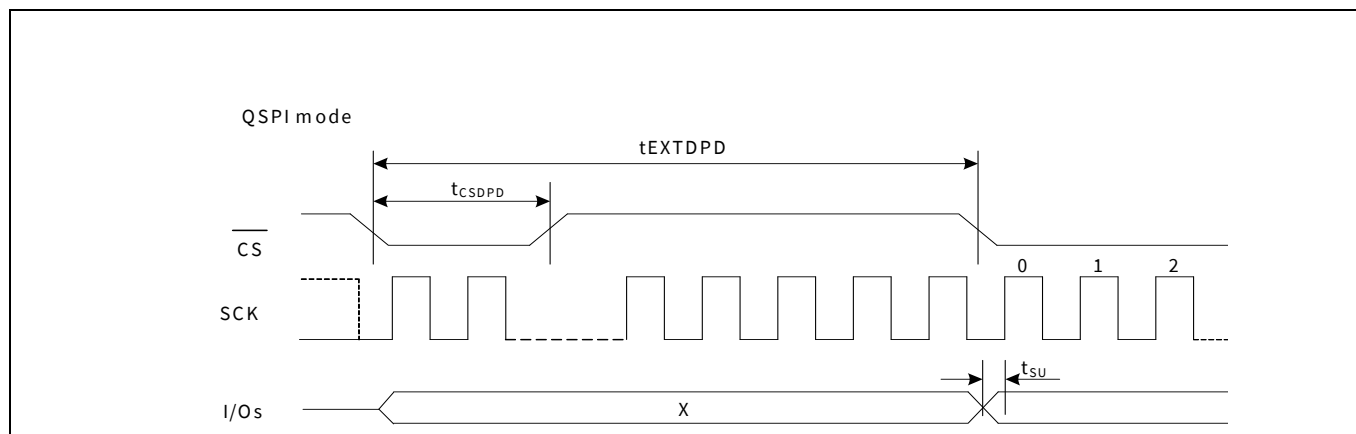 QSPI mode
tEXTDPD
tCSDPD
CS
0 1 2
SCK
tSU
X
I/Os